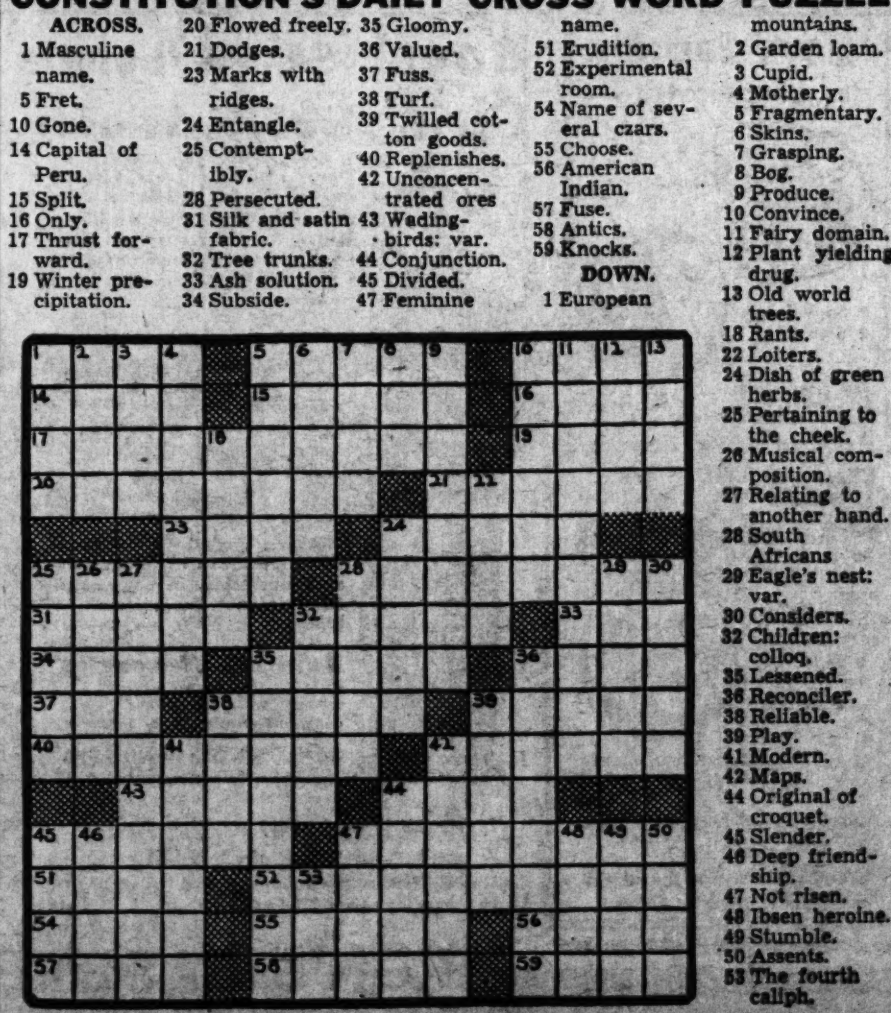 CONSTITUTION'S DAILY CROSS-WORD PUZZLE
ACROSS.
1 Masculine
name.
5 Fret.
10 Gone.
14 Capital of
Peru.
15 Split.
16 Only.
17 Thrust for-
ward.
19 Winter pre-
cipitation.
20 Flowed freely.
21 Dodges.
23 Marks with
ridges.
24 Entangle.
25 Contempt-
ibly.
28 Persecuted.
31 Silk and satin
fabric.
32 Tree trunks.
33 Ash solution.
34 Subside.
35 Gloomy.
36 Valued.
37 Fuss.
38 Turf.
39 Twilled cot-
ton goods.
40 Replenishes.
42 Unconcen-
trated ores
43 Wading-
birds: var.
44 Conjunction.
45 Divided.
47 Feminine
name.
51 Erudition.
52 Experimental
room.
54 Name of sev-
eral czars.
55 Choose.
56 American
Indian.
57 Fuse.
58 Antics.
59 Knocks.
DOWN.
1 European
mountains.
2 Garden loam.
3 Cupid.
4 Motherly.
5 Fragmentary.
6 Skins.
7 Grasping.
8 Bog.
9 Produce.
10 Convince.
11 Fairy domain.
12 Plant yielding
drug.
13 Old world
trees.
18 Rants.
22 Loiters.
24 Dish of green
herbs.
25 Pertaining to
the cheek.
26 Musical com-
position.
27 Relating to
another hand.
28 South
Africans
29 Eagle's nest:
var.
30 Considers.
32 Children:
colloq.
35 Lessened.
36 Reconciler.
38 Reliable.
39 Play.
41 Modern.
42 Maps.
44 Original of
croquet.
45 Slender.
46 Deep friend-
ship.
47 Not risen.
48 Ibsen heroine.
49 Stumble.
50 Assents.
53 The fourth
caliph.
1 2 3 4 5 6 7 8 9 10 11 12 13
14 15 16
17 18 19
20 21 22
23 24
25 26 27 28 29 30
31 32 33
34 35 36
37 38 39
40 41 42
43 44
45 46 47 48 49 50
51 52 53
54 55 56
57 58 59